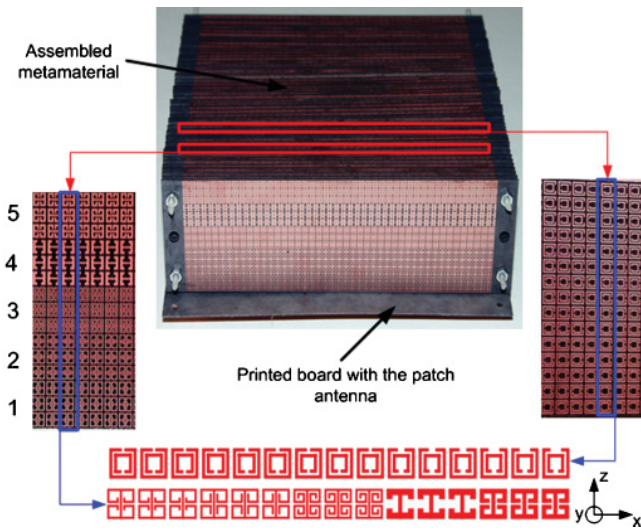 Assembled
metamaterial
5
4
3
2
1
Printed board with the patch
antenna
z
y
x